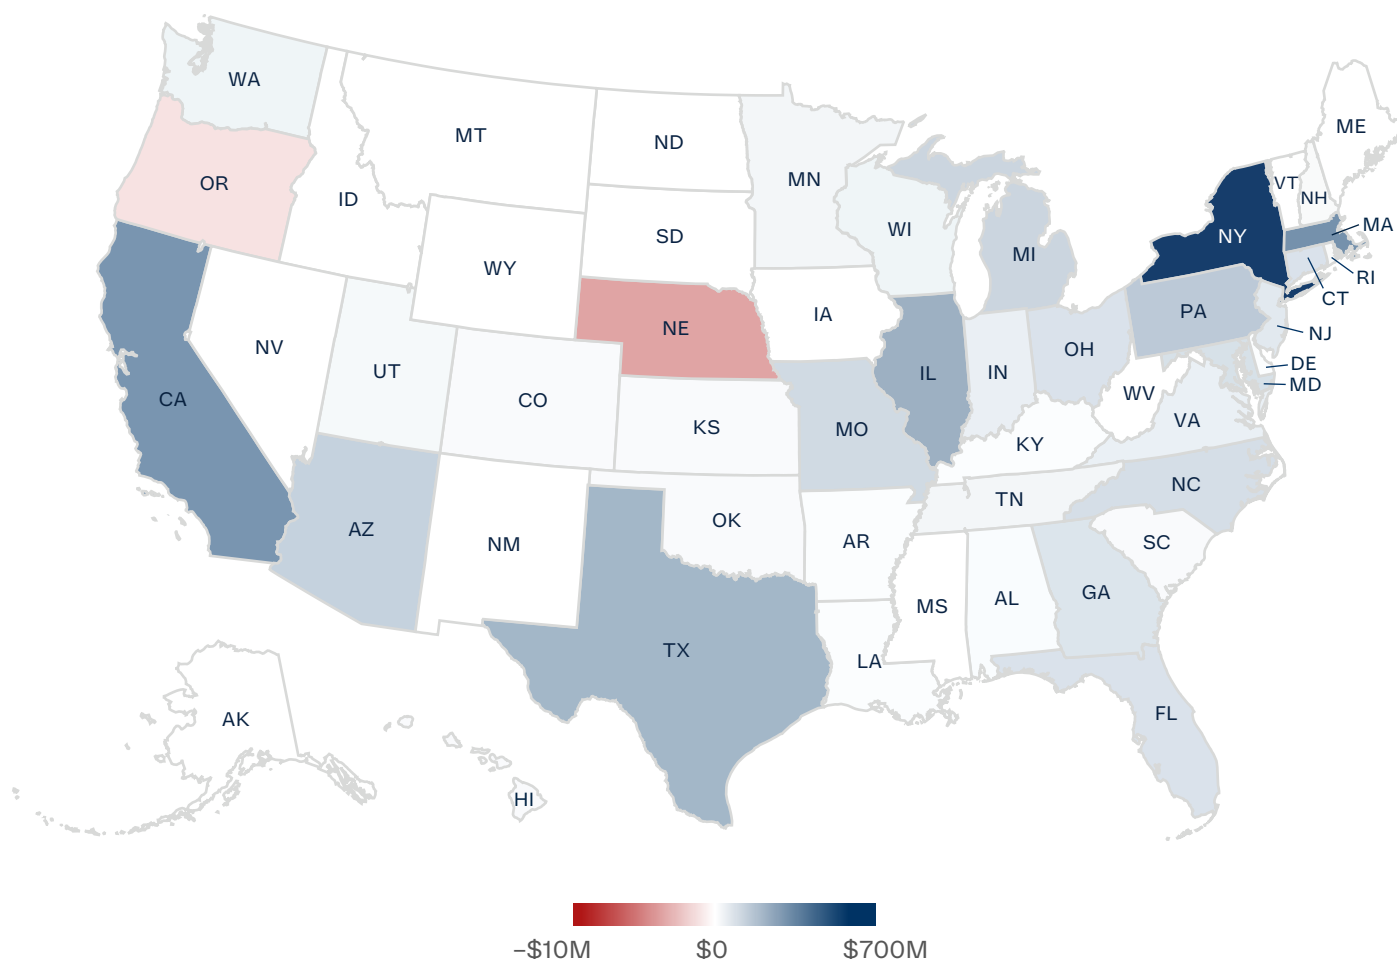 WA
ME
MT
ND
MN
OR
VT
NH
ID
MA
WI
SD
NY
MI
WY
RI
CT
PA
IA
NE
NJ
NV
OH
DE
UT
IN
IL
MD
CO
CA
WV
VA
KS
MO
KY
NC
TN
OK
AZ
AR
SC
NM
GA
AL
MS
TX
LA
FL
AK
HI
−$10M $0 $700M